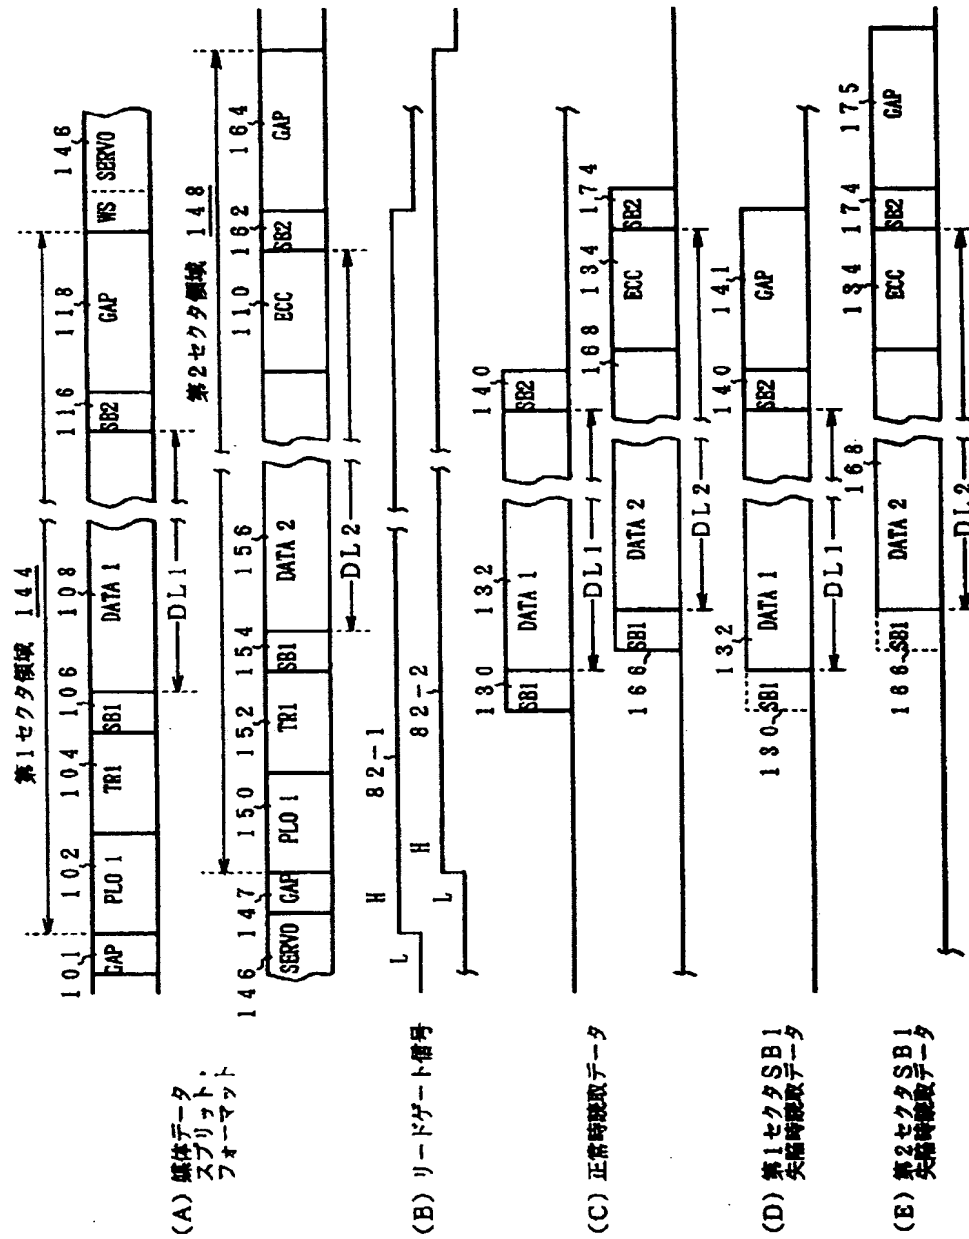 第1セクタ領域 144
101 102 104 106 108 116 118 146
GAP PLO 1 TR1 SB1 DATA 1 SB2 GAP WS SERVO
DL1
(A) 媒体データ
スプリット・
フォーマット
第2セクタ領域 148
146 147 150 152 154 156 110 162 164
SERVO GAP PLO 1 TR1 SB1 DATA 2 ECC SB2 GAP
DL2
(B) リードゲート信号
L H 82-1
L H 82-2
(C) 正常時読取データ
130 132 140
SB1 DATA 1 SB2
DL1
166 168 134 174
SB1 DATA 2 ECC SB2
DL2
(D) 第1セクタSB1
失陥時読取データ
130 132 140 141
SB1 DATA 1 SB2 GAP
DL1
(E) 第2セクタSB1
失陥時読取データ
166 168 134 174 175
SB1 DATA 2 ECC SB2 GAP
DL2